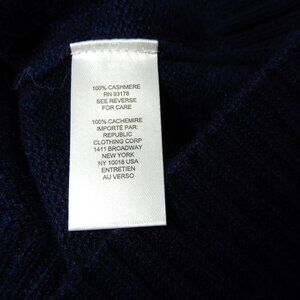 100% CASHMERE
RN 93178
SEE REVERSE
FOR CARE
100% CACHEMIRE
IMPORTÉ PAR:
REPUBLIC
CLOTHING CORP
1411 BROADWAY
NEW YORK
NY 10018 USA
ENTRETIEN
AU VERSO